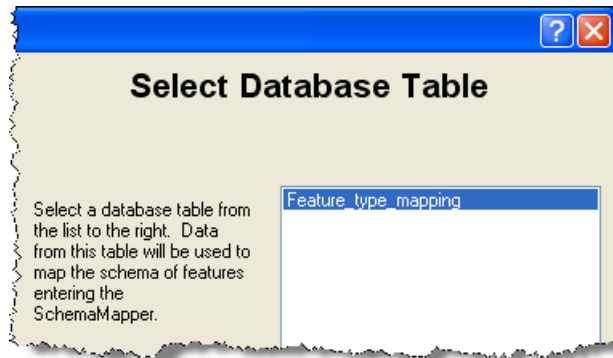 ?
Select Database Table
Select a database table from
the list to the right. Data
from this table will be used to
map the schema of features
entering the
SchemaMapper.
Feature_type_mapping